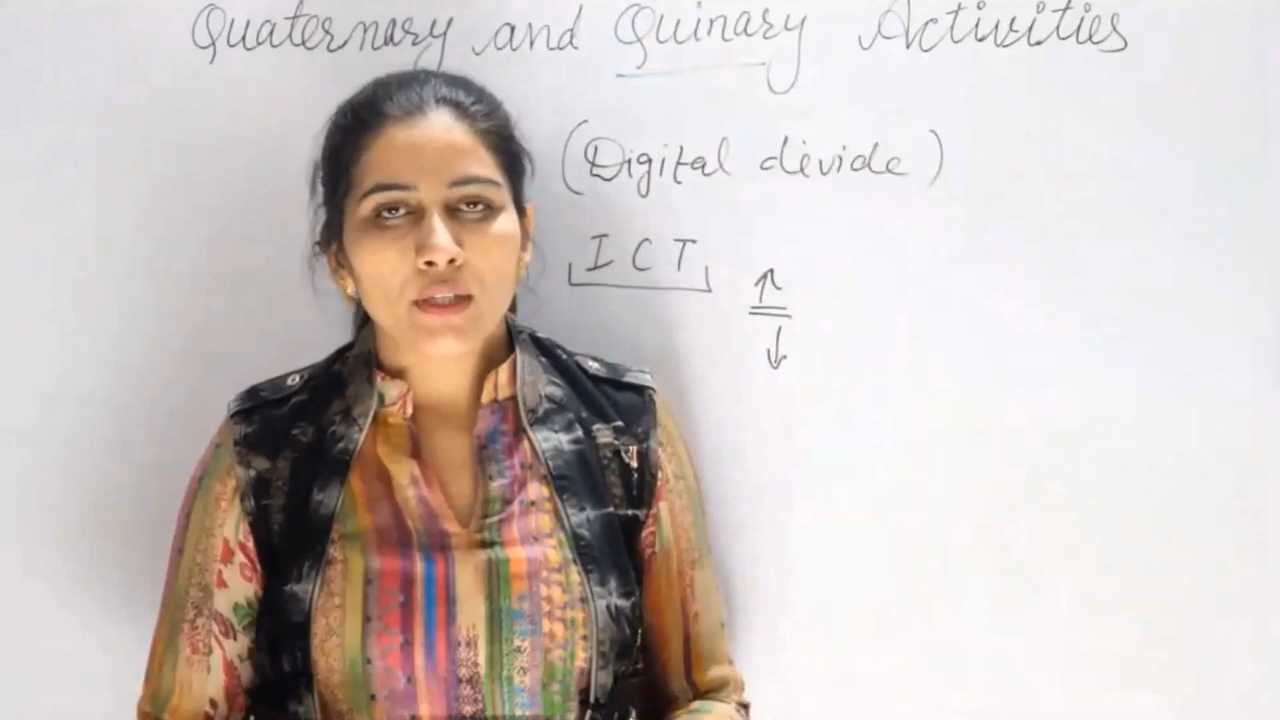 Quaternary and Quinary Activities
(Digital divide)
ICT
↑
↓